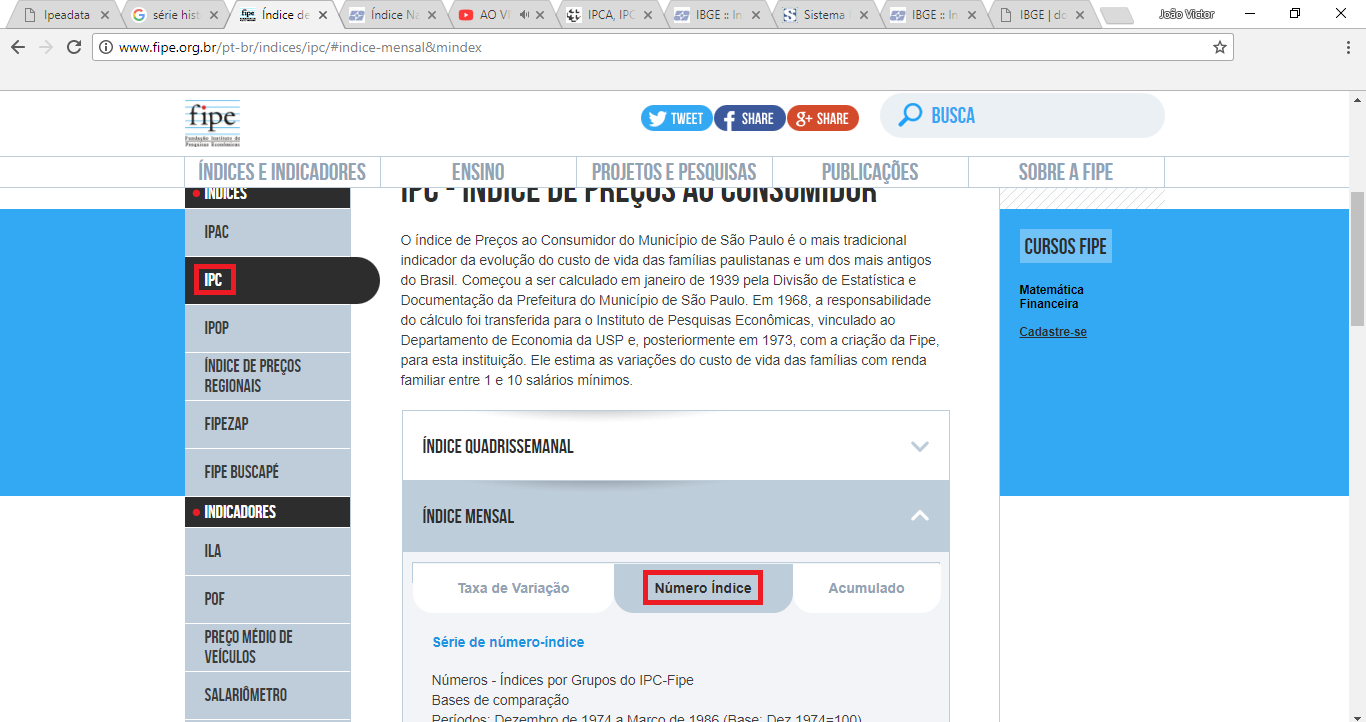 Ipeadata
série hist
Índice de
Índice Na
AO VI
IPCA, IPC
IBGE :: In
Sistema I
IBGE :: In
IBGE | do
João Victor
www.fipe.org.br/pt-br/indices/ipc/#indice-mensal&mindex
fipe
Fundação Instituto de
Pesquisas Econômicas
TWEET
SHARE
SHARE
BUSCA
ÍNDICES E INDICADORES
ENSINO
PROJETOS E PESQUISAS
PUBLICAÇÕES
SOBRE A FIPE
ÍNDICES
IPAC
IPC
IPOP
ÍNDICE DE PREÇOS
REGIONAIS
FIPEZAP
FIPE BUSCAPÉ
INDICADORES
ILA
POF
PREÇO MÉDIO DE
VEÍCULOS
SALARIÔMETRO
IPC - ÍNDICE DE PREÇOS AO CONSUMIDOR
O índice de Preços ao Consumidor do Município de São Paulo é o mais tradicional
indicador da evolução do custo de vida das famílias paulistanas e um dos mais antigos
do Brasil. Começou a ser calculado em janeiro de 1939 pela Divisão de Estatística e
Documentação da Prefeitura do Município de São Paulo. Em 1968, a responsabilidade
do cálculo foi transferida para o Instituto de Pesquisas Econômicas, vinculado ao
Departamento de Economia da USP e, posteriormente em 1973, com a criação da Fipe,
para esta instituição. Ele estima as variações do custo de vida das famílias com renda
familiar entre 1 e 10 salários mínimos.
ÍNDICE QUADRISSEMANAL
ÍNDICE MENSAL
Taxa de Variação
Número Índice
Acumulado
Série de número-índice
Números - Índices por Grupos do IPC-Fipe
Bases de comparação
Períodos: Dezembro de 1974 a Março de 1986 (Base: Dez 1974=100)
CURSOS FIPE
Matemática
Financeira
Cadastre-se